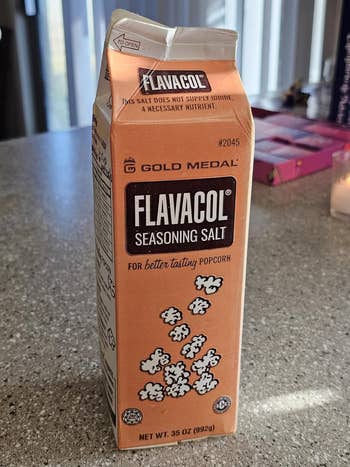 TO OPEN
FLAVACOL®
THIS SALT DOES NOT SUPPLY IODIDE,
A NECESSARY NUTRIENT.
#2045
GOLD MEDAL®
FLAVACOL®
SEASONING SALT
FOR better tasting POPCORN
NET WT. 35 OZ (992g)